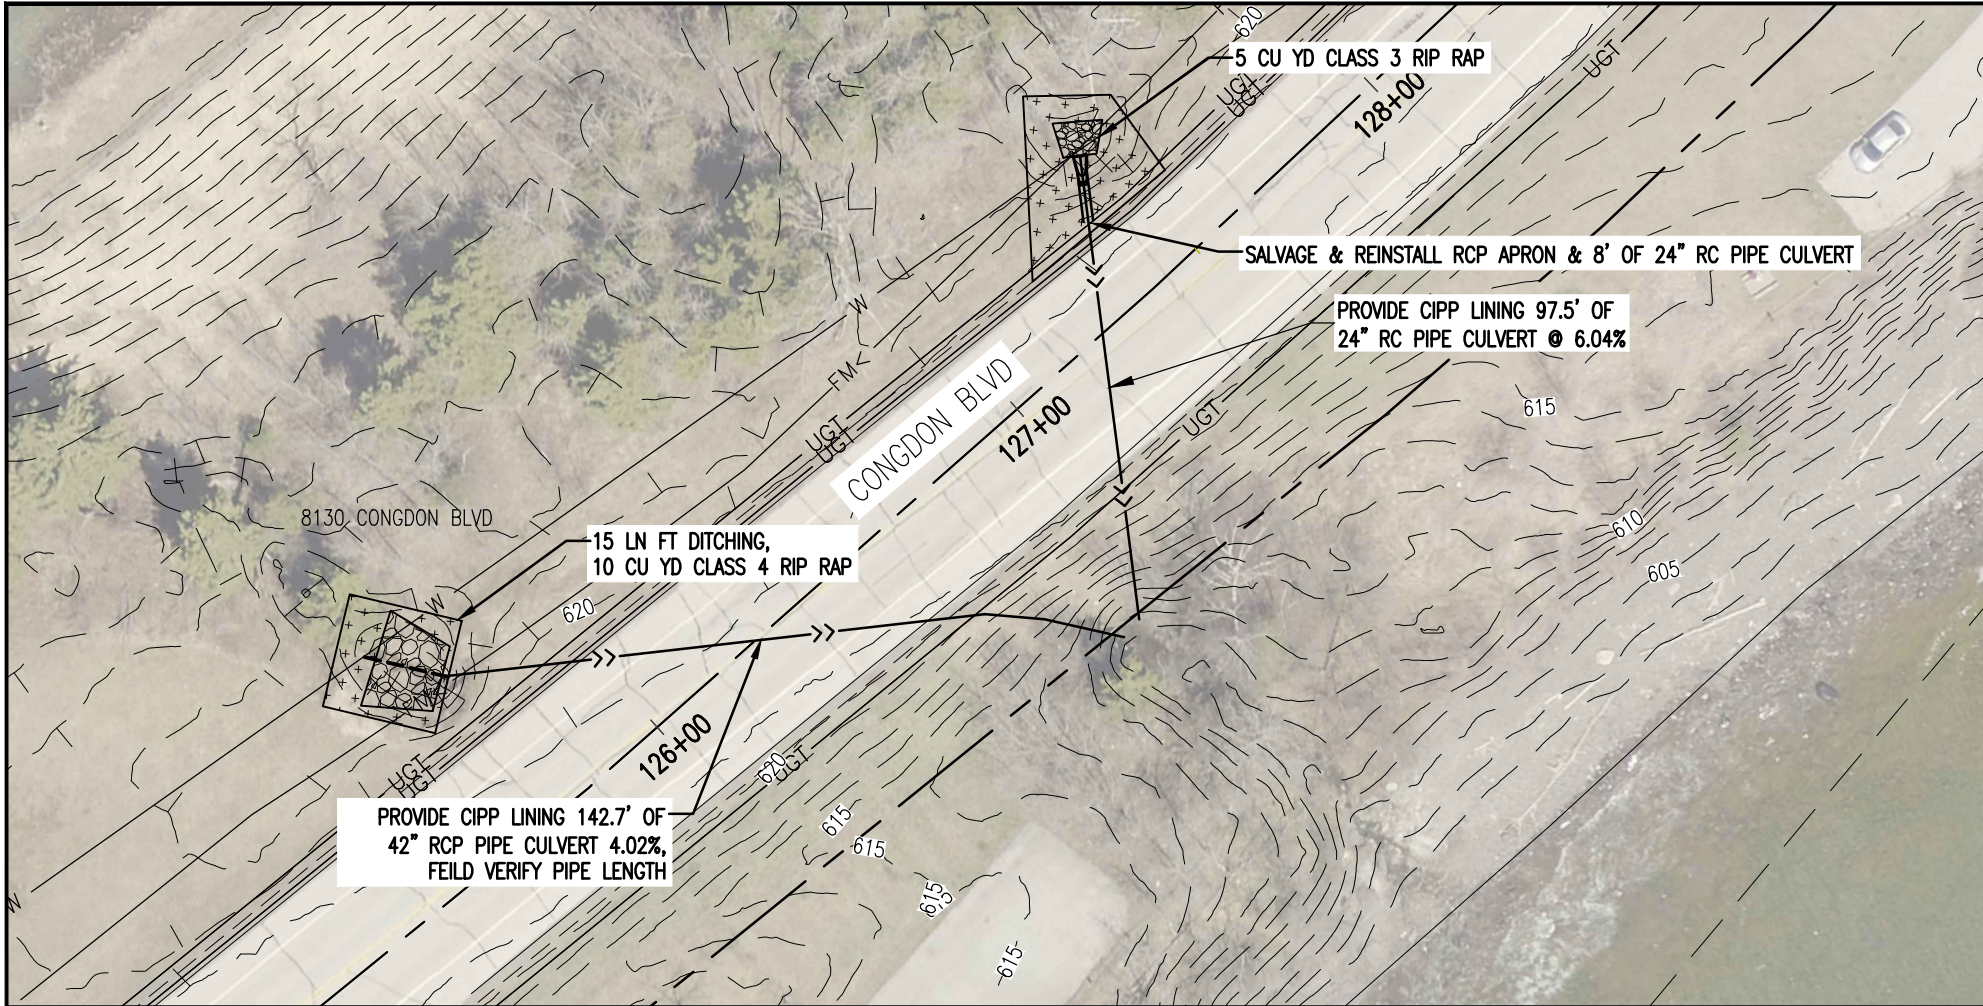 620
5 CU YD CLASS 3 RIP RAP
UGT
UGT
UGT
128+00
SALVAGE & REINSTALL RCP APRON & 8' OF 24" RC PIPE CULVERT
W
PROVIDE CIPP LINING 97.5' OF
24" RC PIPE CULVERT @ 6.04%
FM
CONGDON BLVD
127+00
615
UGT
UGT
UGT
8130 CONGDON BLVD
610
15 LN FT DITCHING,
10 CU YD CLASS 4 RIP RAP
605
W
620
126+00
620
UGT
UGT
UGT
PROVIDE CIPP LINING 142.7' OF
42" RCP PIPE CULVERT 4.02%,
FEILD VERIFY PIPE LENGTH
615
615
615
615
W
615